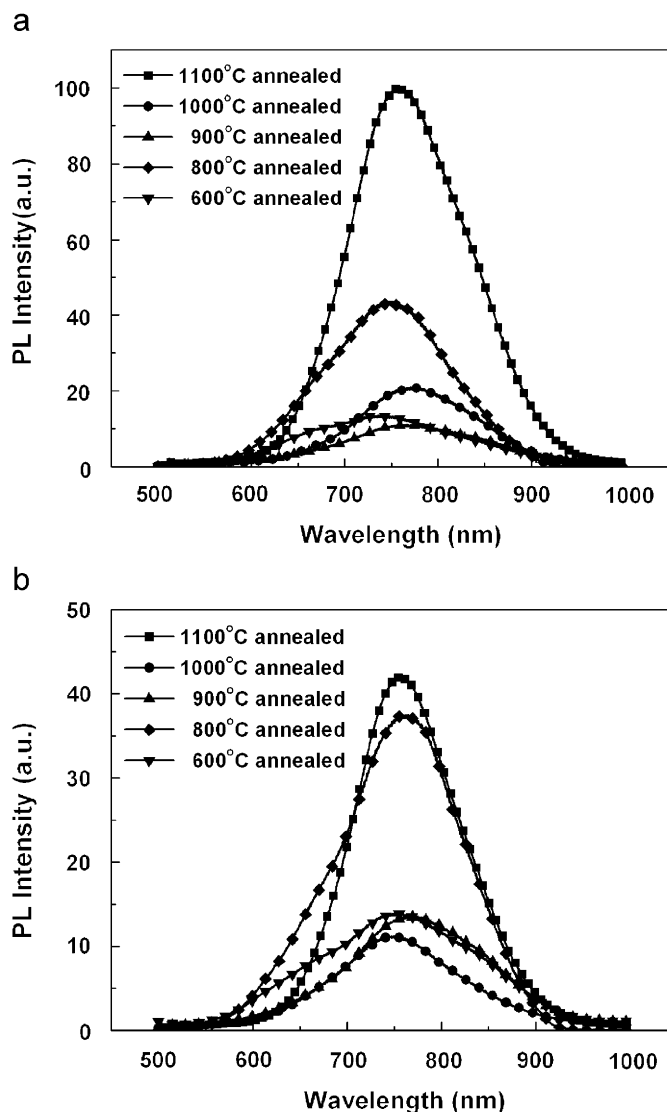 a
PL Intensity(a.u.)
100
80
60
40
20
0
1100°C annealed
1000°C annealed
900°C annealed
800°C annealed
600°C annealed
500 600 700 800 900 1000
Wavelength (nm)
b
PL Intensity (a.u.)
50
40
30
20
10
0
1100°C annealed
1000°C annealed
900°C annealed
800°C annealed
600°C annealed
500 600 700 800 900 1000
Wavelength (nm)